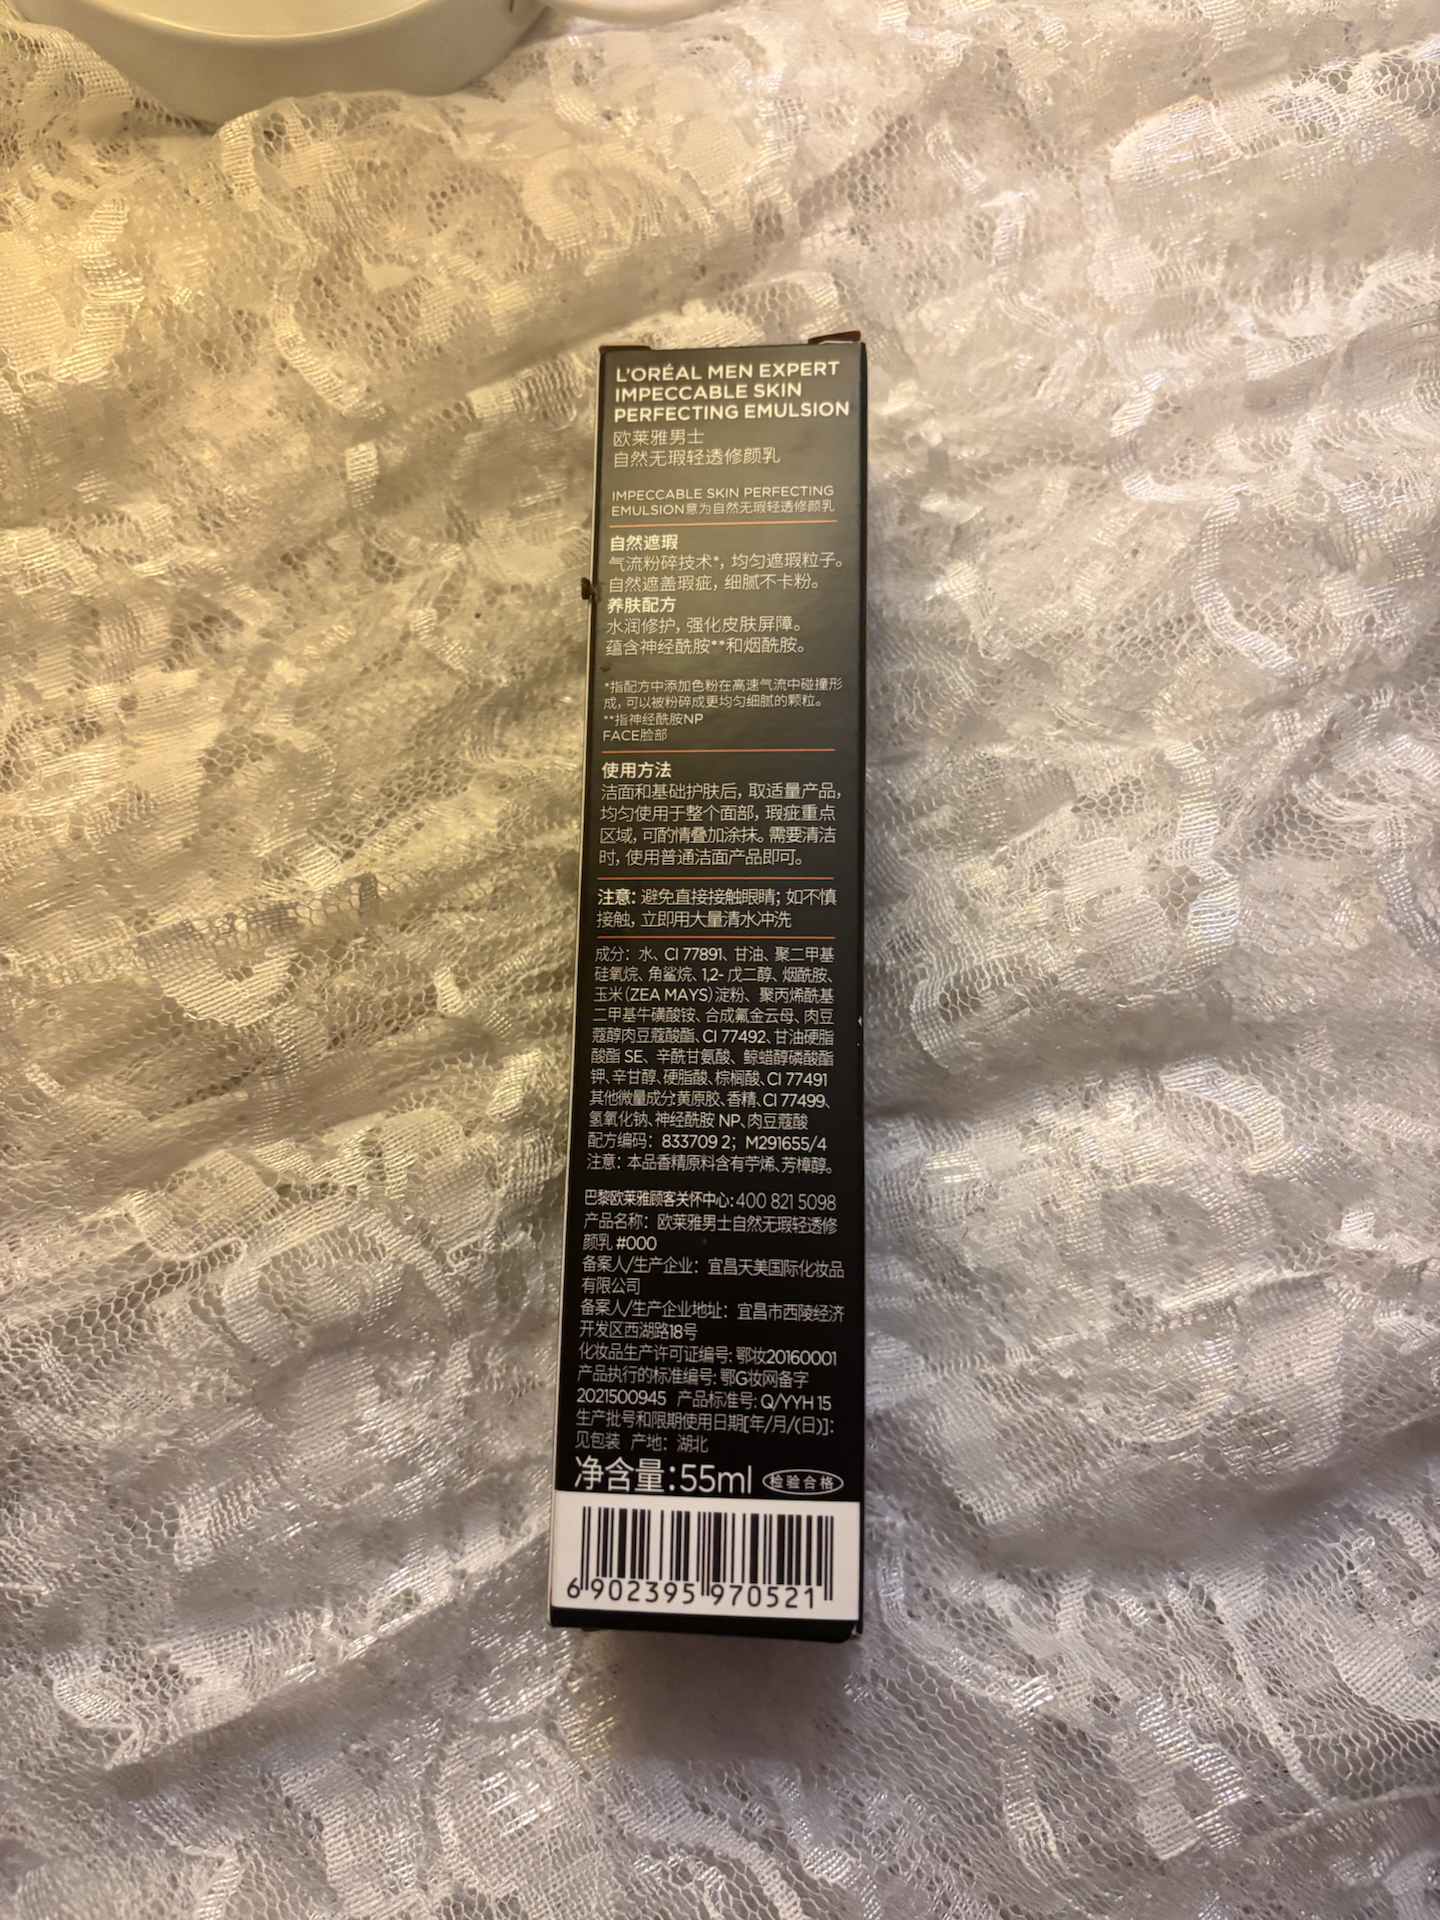 L'ORÉAL MEN EXPERT
IMPECCABLE SKIN
PERFECTING EMULSION
欧莱雅男士
自然无瑕轻透修颜乳
IMPECCABLE SKIN PERFECTING
EMULSION意为自然无瑕轻透修颜乳
自然遮瑕
气流粉碎技术*，均匀遮瑕粒子。
自然遮盖瑕疵，细腻不卡粉。
养肤配方
水润修护，强化皮肤屏障。
蕴含神经酰胺**和烟酰胺。
*指配方中添加色粉在高速气流中碰撞形
成，可以被粉碎成更均匀细腻的颗粒。
**指神经酰胺NP
FACE脸部
使用方法
洁面和基础护肤后，取适量产品，
均匀使用于整个面部，瑕疵重点
区域，可酌情叠加涂抹。需要清洁
时，使用普通洁面产品即可。
注意：避免直接接触眼睛；如不慎
接触，立即用大量清水冲洗
成分：水、CI 77891、甘油、聚二甲基
硅氧烷、角鲨烷、1,2- 戊二醇、烟酰胺、
玉米（ZEA MAYS）淀粉、聚丙烯酰基
二甲基牛磺酸铵、合成氟金云母、肉豆
蔻醇肉豆蔻酸酯、CI 77492、甘油硬脂
酸酯 SE、辛酰甘氨酸、鲸蜡醇磷酸酯
钾、辛甘醇、硬脂酸、棕榈酸、CI 77491
其他微量成分黄原胶、香精、CI 77499、
氢氧化钠、神经酰胺 NP、肉豆蔻酸
配方编码：833709 2；M291655/4
注意：本品香精原料含有苧烯、芳樟醇。
巴黎欧莱雅顾客关怀中心：400 821 5098
产品名称：欧莱雅男士自然无瑕轻透修
颜乳 #000
备案人/生产企业：宜昌天美国际化妆品
有限公司
备案人/生产企业地址：宜昌市西陵经济
开发区西湖路18号
化妆品生产许可证编号：鄂妆20160001
产品执行的标准编号：鄂G妆网备字
2021500945 产品标准号：Q/YYH 15
生产批号和限期使用日期[年/月/(日)]：
见包装 产地：湖北
净含量：55ml 检验合格
6 902395 970521